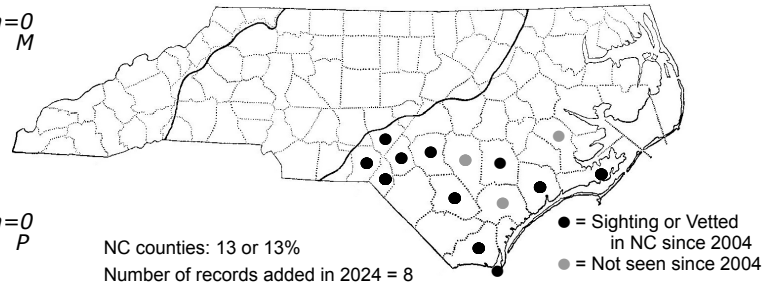 n=0
M
n=0
P
NC counties: 13 or 13%
Number of records added in 2024 = 8
● = Sighting or Vetted
in NC since 2004
● = Not seen since 2004